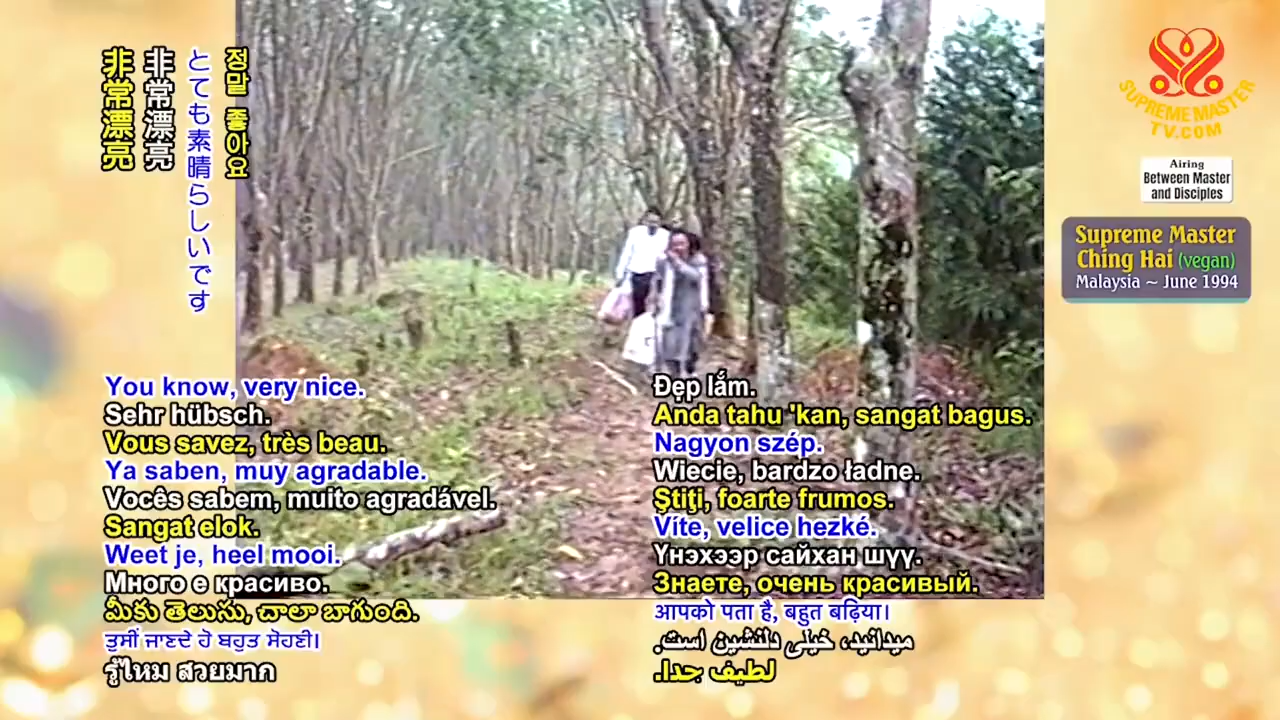 非常漂亮
非常漂亮
とても素晴らしいです
정말 좋아요
You know, very nice.
Sehr hübsch.
Vous savez, très beau.
Ya saben, muy agradable.
Vocês sabem, muito agradável.
Sangat elok.
Weet je, heel mooi.
Много е красиво.
మీకు తెలుసు, చాలా బాగుంది.
ਤੁਸੀਂ ਜਾਣਦੇ ਹੋ ਬਹੁਤ ਸੋਹਣੀ।
รู้ไหม สวยมาก
Đẹp lắm.
Anda tahu 'kan, sangat bagus.
Nagyon szép.
Wiecie, bardzo ładne.
Ştiţi, foarte frumos.
Víte, velice hezké.
Үнэхээр сайхан шүү.
Знаете, очень красивый.
आपको पता है, बहुत बढ़िया।
میدانید، خیلی دلنشین است.
لطيف جدا.
SUPREME MASTER
TV.COM
Airing
Between Master
and Disciples
Supreme Master
Ching Hai (vegan)
Malaysia ~ June 1994